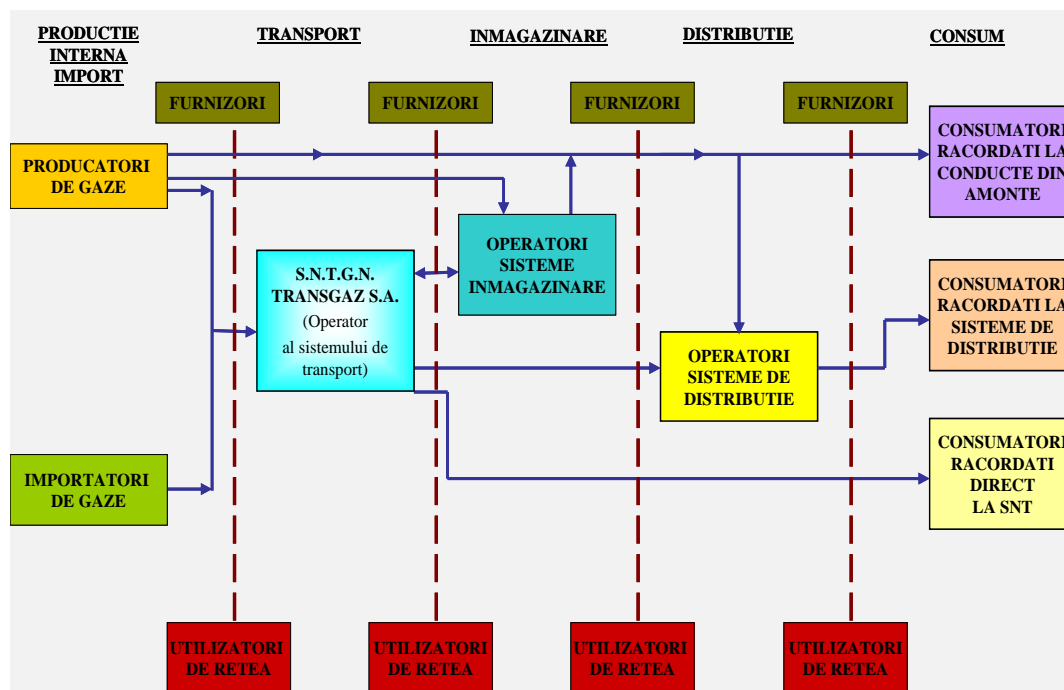 PRODUCTIE
INTERNA
IMPORT
TRANSPORT
INMAGAZINARE
DISTRIBUTIE
CONSUM
FURNIZORI
FURNIZORI
FURNIZORI
FURNIZORI
PRODUCATORI
DE GAZE
CONSUMATORI
RACORDATI LA
CONDUCTE DIN
AMONTE
OPERATORI
SISTEME
INMAGAZINARE
S.N.T.G.N.
TRANSGAZ S.A.
(Operator
al sistemului de
transport)
CONSUMATORI
RACORDATI LA
SISTEME DE
DISTRIBUTIE
OPERATORI
SISTEME DE
DISTRIBUTIE
IMPORTATORI
DE GAZE
CONSUMATORI
RACORDATI
DIRECT
LA SNT
UTILIZATORI
DE RETEA
UTILIZATORI
DE RETEA
UTILIZATORI
DE RETEA
UTILIZATORI
DE RETEA